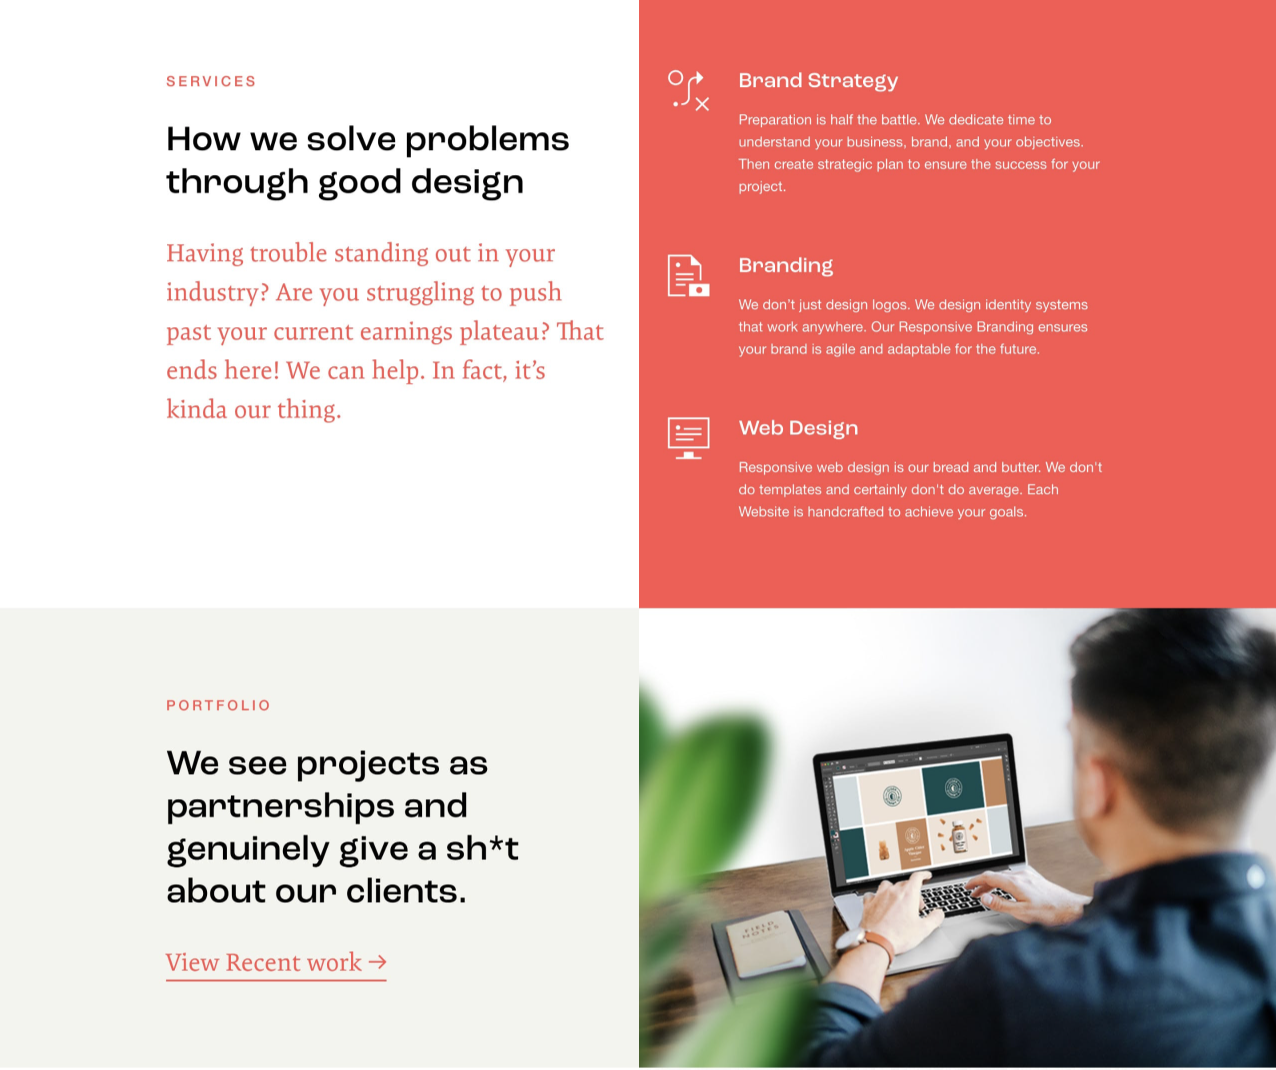 SERVICES
How we solve problems
through good design
Having trouble standing out in your
industry? Are you struggling to push
past your current earnings plateau? That
ends here! We can help. In fact, it’s
kinda our thing.
Brand Strategy
Preparation is half the battle. We dedicate time to
understand your business, brand, and your objectives.
Then create strategic plan to ensure the success for your
project.
Branding
We don’t just design logos. We design identity systems
that work anywhere. Our Responsive Branding ensures
your brand is agile and adaptable for the future.
Web Design
Responsive web design is our bread and butter. We don't
do templates and certainly don't do average. Each
Website is handcrafted to achieve your goals.
PORTFOLIO
We see projects as
partnerships and
genuinely give a sh*t
about our clients.
View Recent work →
FIELD
NOTES